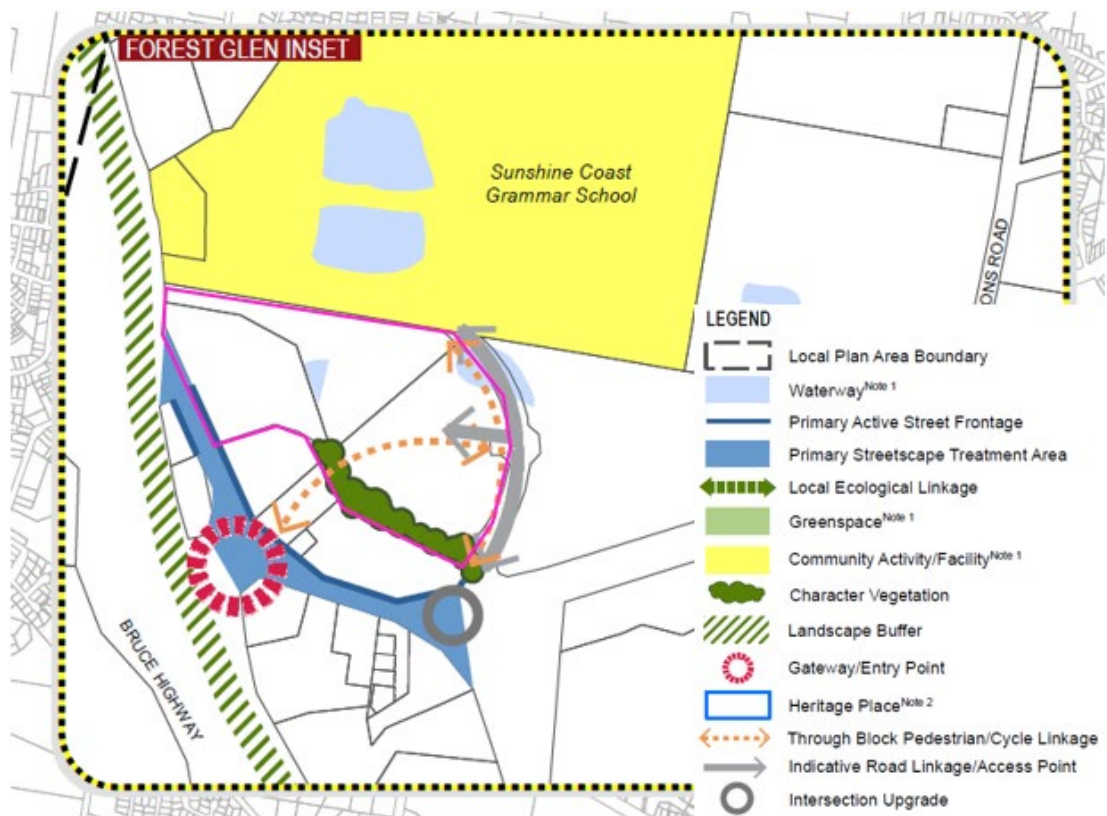 FOREST GLEN INSET
Sunshine Coast
Grammar School
ONS ROAD
BRUCE HIGHWAY
LEGEND
Local Plan Area Boundary
Waterway Note 1
Primary Active Street Frontage
Primary Streetscape Treatment Area
Local Ecological Linkage
Greenspace Note 1
Community Activity/Facility Note 1
Character Vegetation
Landscape Buffer
Gateway/Entry Point
Heritage Place Note 2
Through Block Pedestrian/Cycle Linkage
Indicative Road Linkage/Access Point
Intersection Upgrade